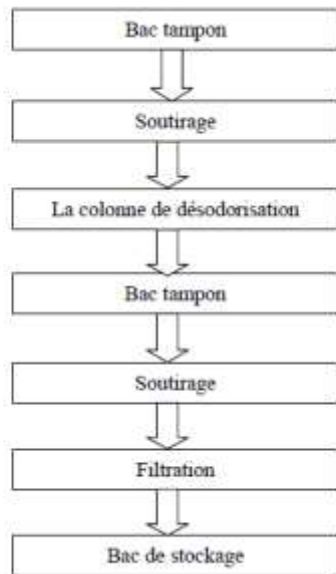 Bac tampon
Soutirage
La colonne de désodorisation
Bac tampon
Soutirage
Filtration
Bac de stockage